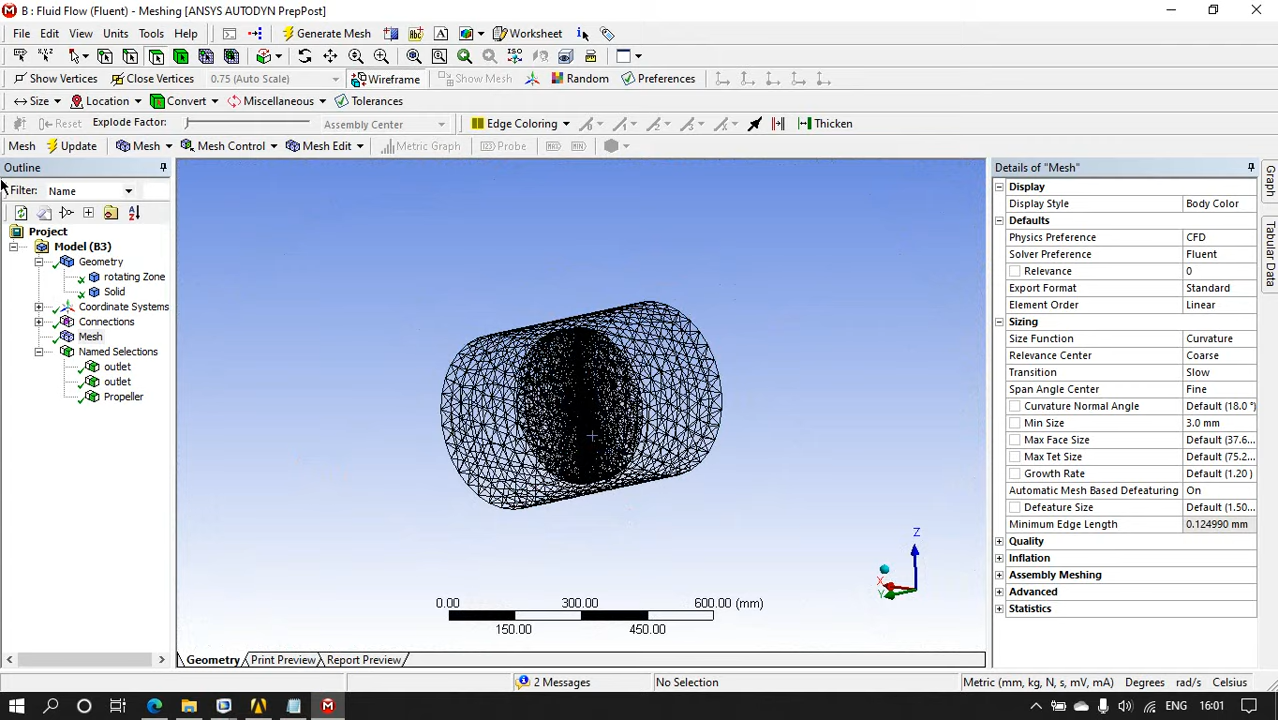 B : Fluid Flow (Fluent) - Meshing [ANSYS AUTODYN PrepPost]
File Edit View Units Tools Help Generate Mesh Worksheet
Show Vertices Close Vertices 0.75 (Auto Scale) Wireframe Show Mesh Random Preferences
Size Location Convert Miscellaneous Tolerances
Reset Explode Factor: Assembly Center Edge Coloring Thicken
Mesh Update Mesh Mesh Control Mesh Edit Metric Graph Probe
Outline
Filter: Name
Project
Model (B3)
Geometry
rotating Zone
Solid
Coordinate Systems
Connections
Mesh
Named Selections
outlet
outlet
Propeller
Z
X
Y
0.00 300.00 600.00 (mm)
150.00 450.00
Geometry Print Preview Report Preview
Details of "Mesh"
Display
Display Style Body Color
Defaults
Physics Preference CFD
Solver Preference Fluent
Relevance 0
Export Format Standard
Element Order Linear
Sizing
Size Function Curvature
Relevance Center Coarse
Transition Slow
Span Angle Center Fine
Curvature Normal Angle Default (18.0 °)
Min Size 3.0 mm
Max Face Size Default (37.6...
Max Tet Size Default (75.2...
Growth Rate Default (1.20 )
Automatic Mesh Based Defeaturing On
Defeature Size Default (1.50...
Minimum Edge Length 0.124990 mm
Quality
Inflation
Assembly Meshing
Advanced
Statistics
Graph
Tabular Data
2 Messages No Selection Metric (mm, kg, N, s, mV, mA) Degrees rad/s Celsius
ENG 16:01